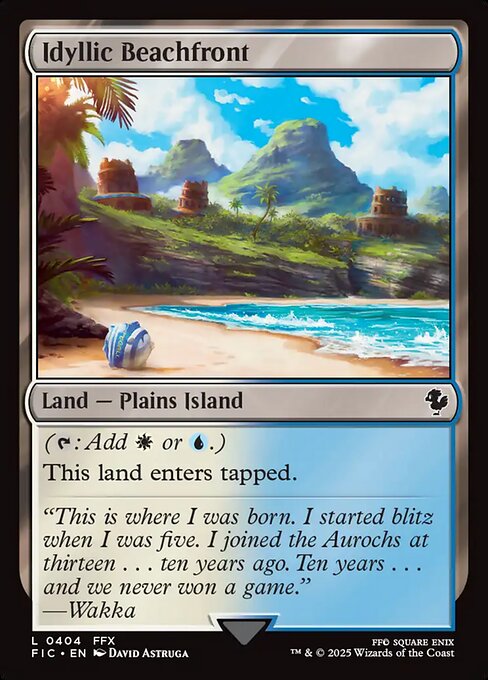 Idyllic Beachfront
Land — Plains Island
(: Add or .)
This land enters tapped.
“This is where I was born. I started blitz
when I was five. I joined the Aurochs at
thirteen . . . ten years ago. Ten years . . .
and we never won a game.”
—Wakka
L 0404 FFX
FIC • EN DAVID ASTRUGA
FF© SQUARE ENIX
™ & © 2025 Wizards of the Coast